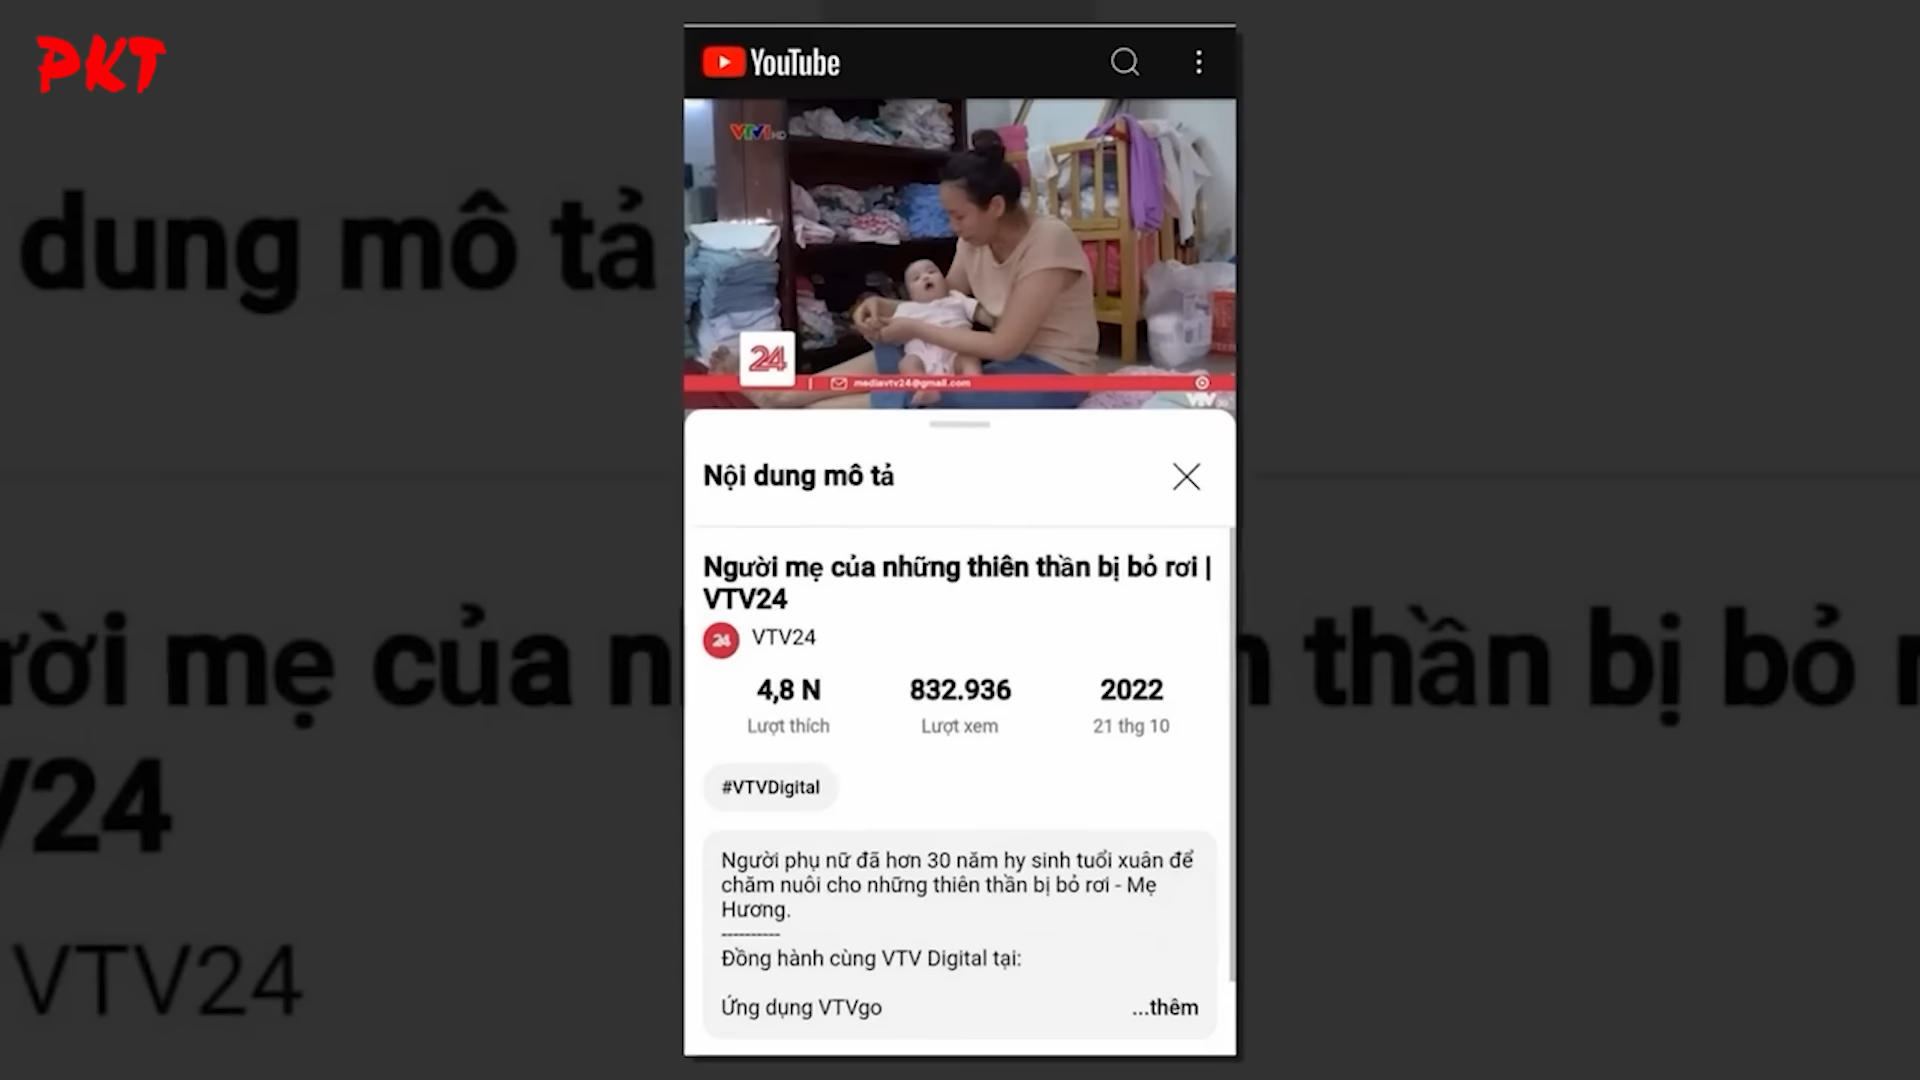 PKT
YouTube
VTV1 HD
24
mediavtv24@gmail.com
VTV go
Nội dung mô tả
Người mẹ của những thiên thần bị bỏ rơi |
VTV24
24
VTV24
4,8 N
832.936
2022
Lượt thích
Lượt xem
21 thg 10
#VTVDigital
Người phụ nữ đã hơn 30 năm hy sinh tuổi xuân để
chăm nuôi cho những thiên thần bị bỏ rơi - Mẹ
Hương.
----------
Đồng hành cùng VTV Digital tại:
Ứng dụng VTVgo
...thêm
dung mô tả
mẹ của
thần bị bỏ
VTV24